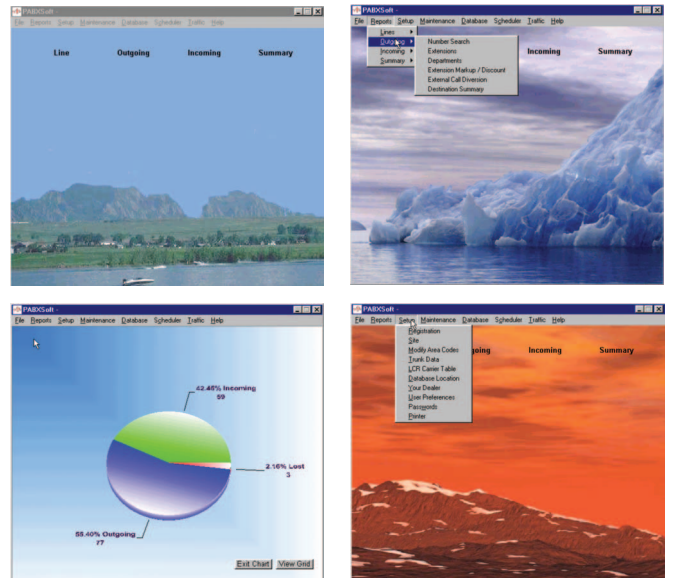 PABXSoft -
File Reports Setup Maintenance Database Scheduler Traffic Help
Line Outgoing Incoming Summary
PABXSoft -
File Reports Setup Maintenance Database Scheduler Traffic Help
Lines
Outgoing
Incoming
Summary
Number Search
Extensions
Departments
Extension Markup / Discount
External Call Diversion
Destination Summary
Incoming Summary
PABXSoft -
File Reports Setup Maintenance Database Scheduler Traffic Help
42.45% Incoming
59
2.16% Lost
3
55.40% Outgoing
77
Exit Chart View Grid
PABXSoft -
File Reports Setup Maintenance Database Scheduler Traffic Help
Registration
Site
Modify Area Codes
Trunk Data
LCR Carrier Table
Database Location
Your Dealer
User Preferences
Passwords
Printer
going Incoming Summary